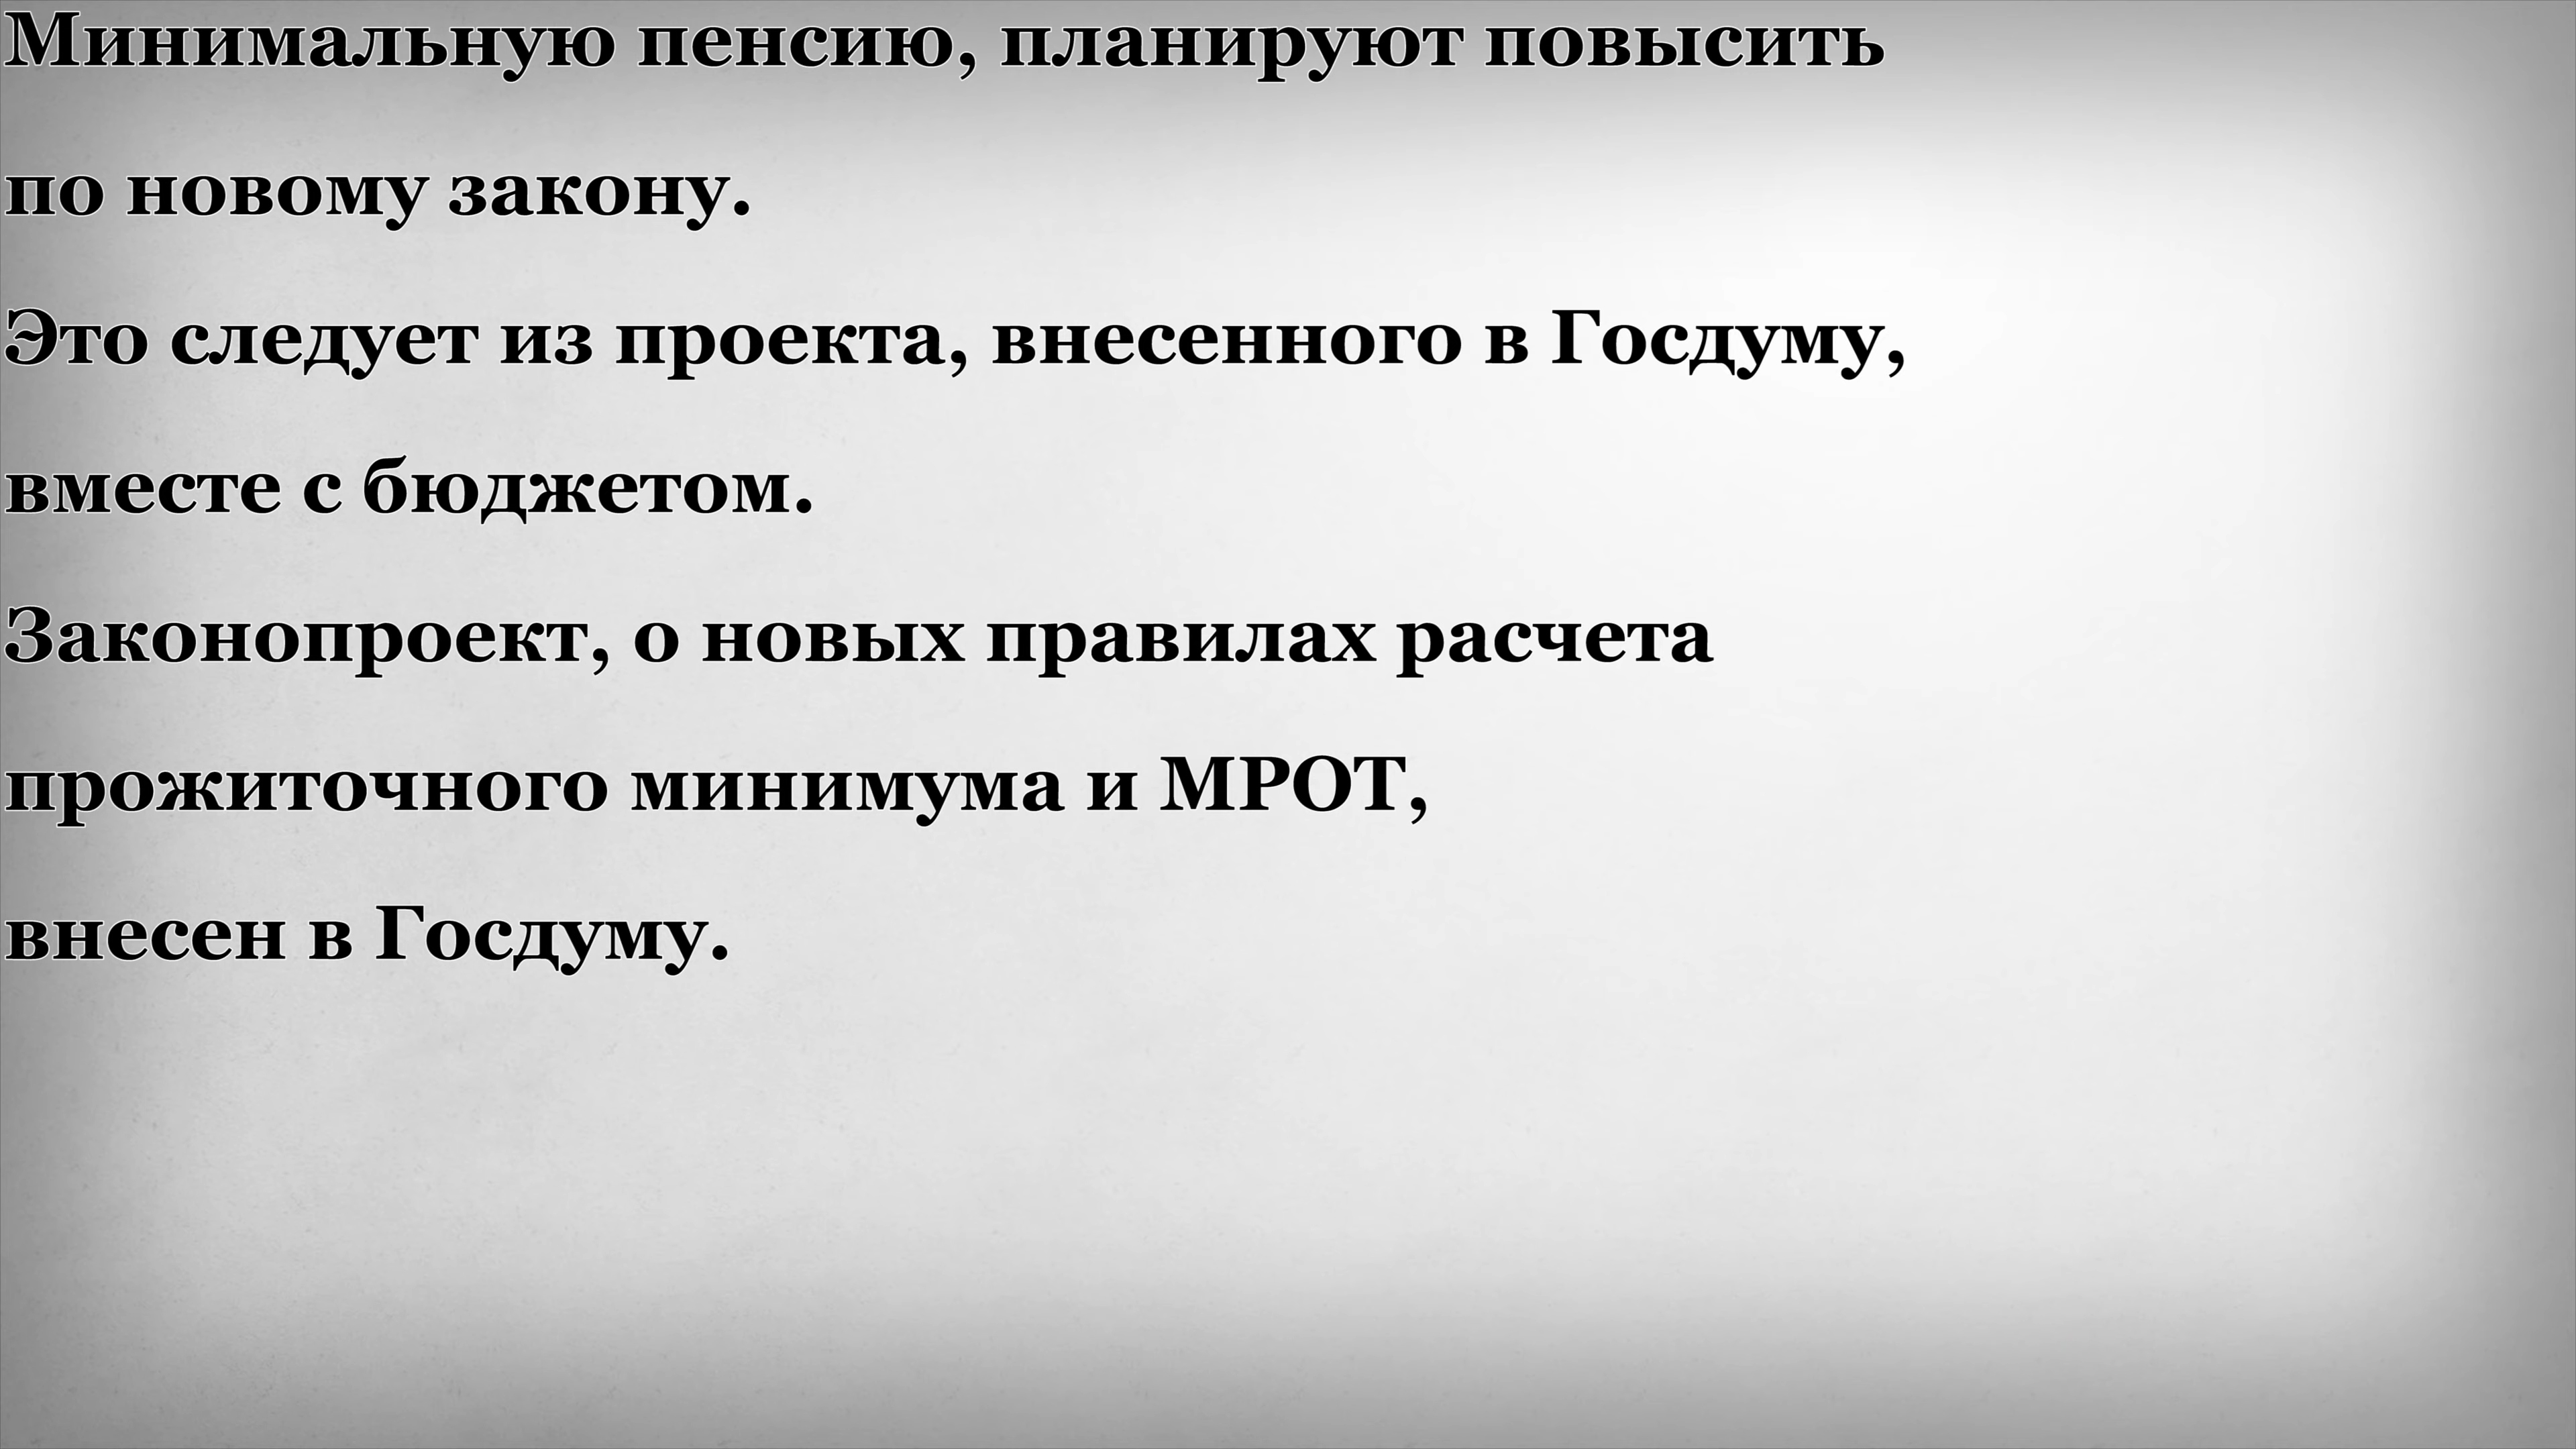 Минимальную пенсию, планируют повысить
по новому закону.
Это следует из проекта, внесенного в Госдуму,
вместе с бюджетом.
Законопроект, о новых правилах расчета
прожиточного минимума и МРОТ,
внесен в Госдуму.